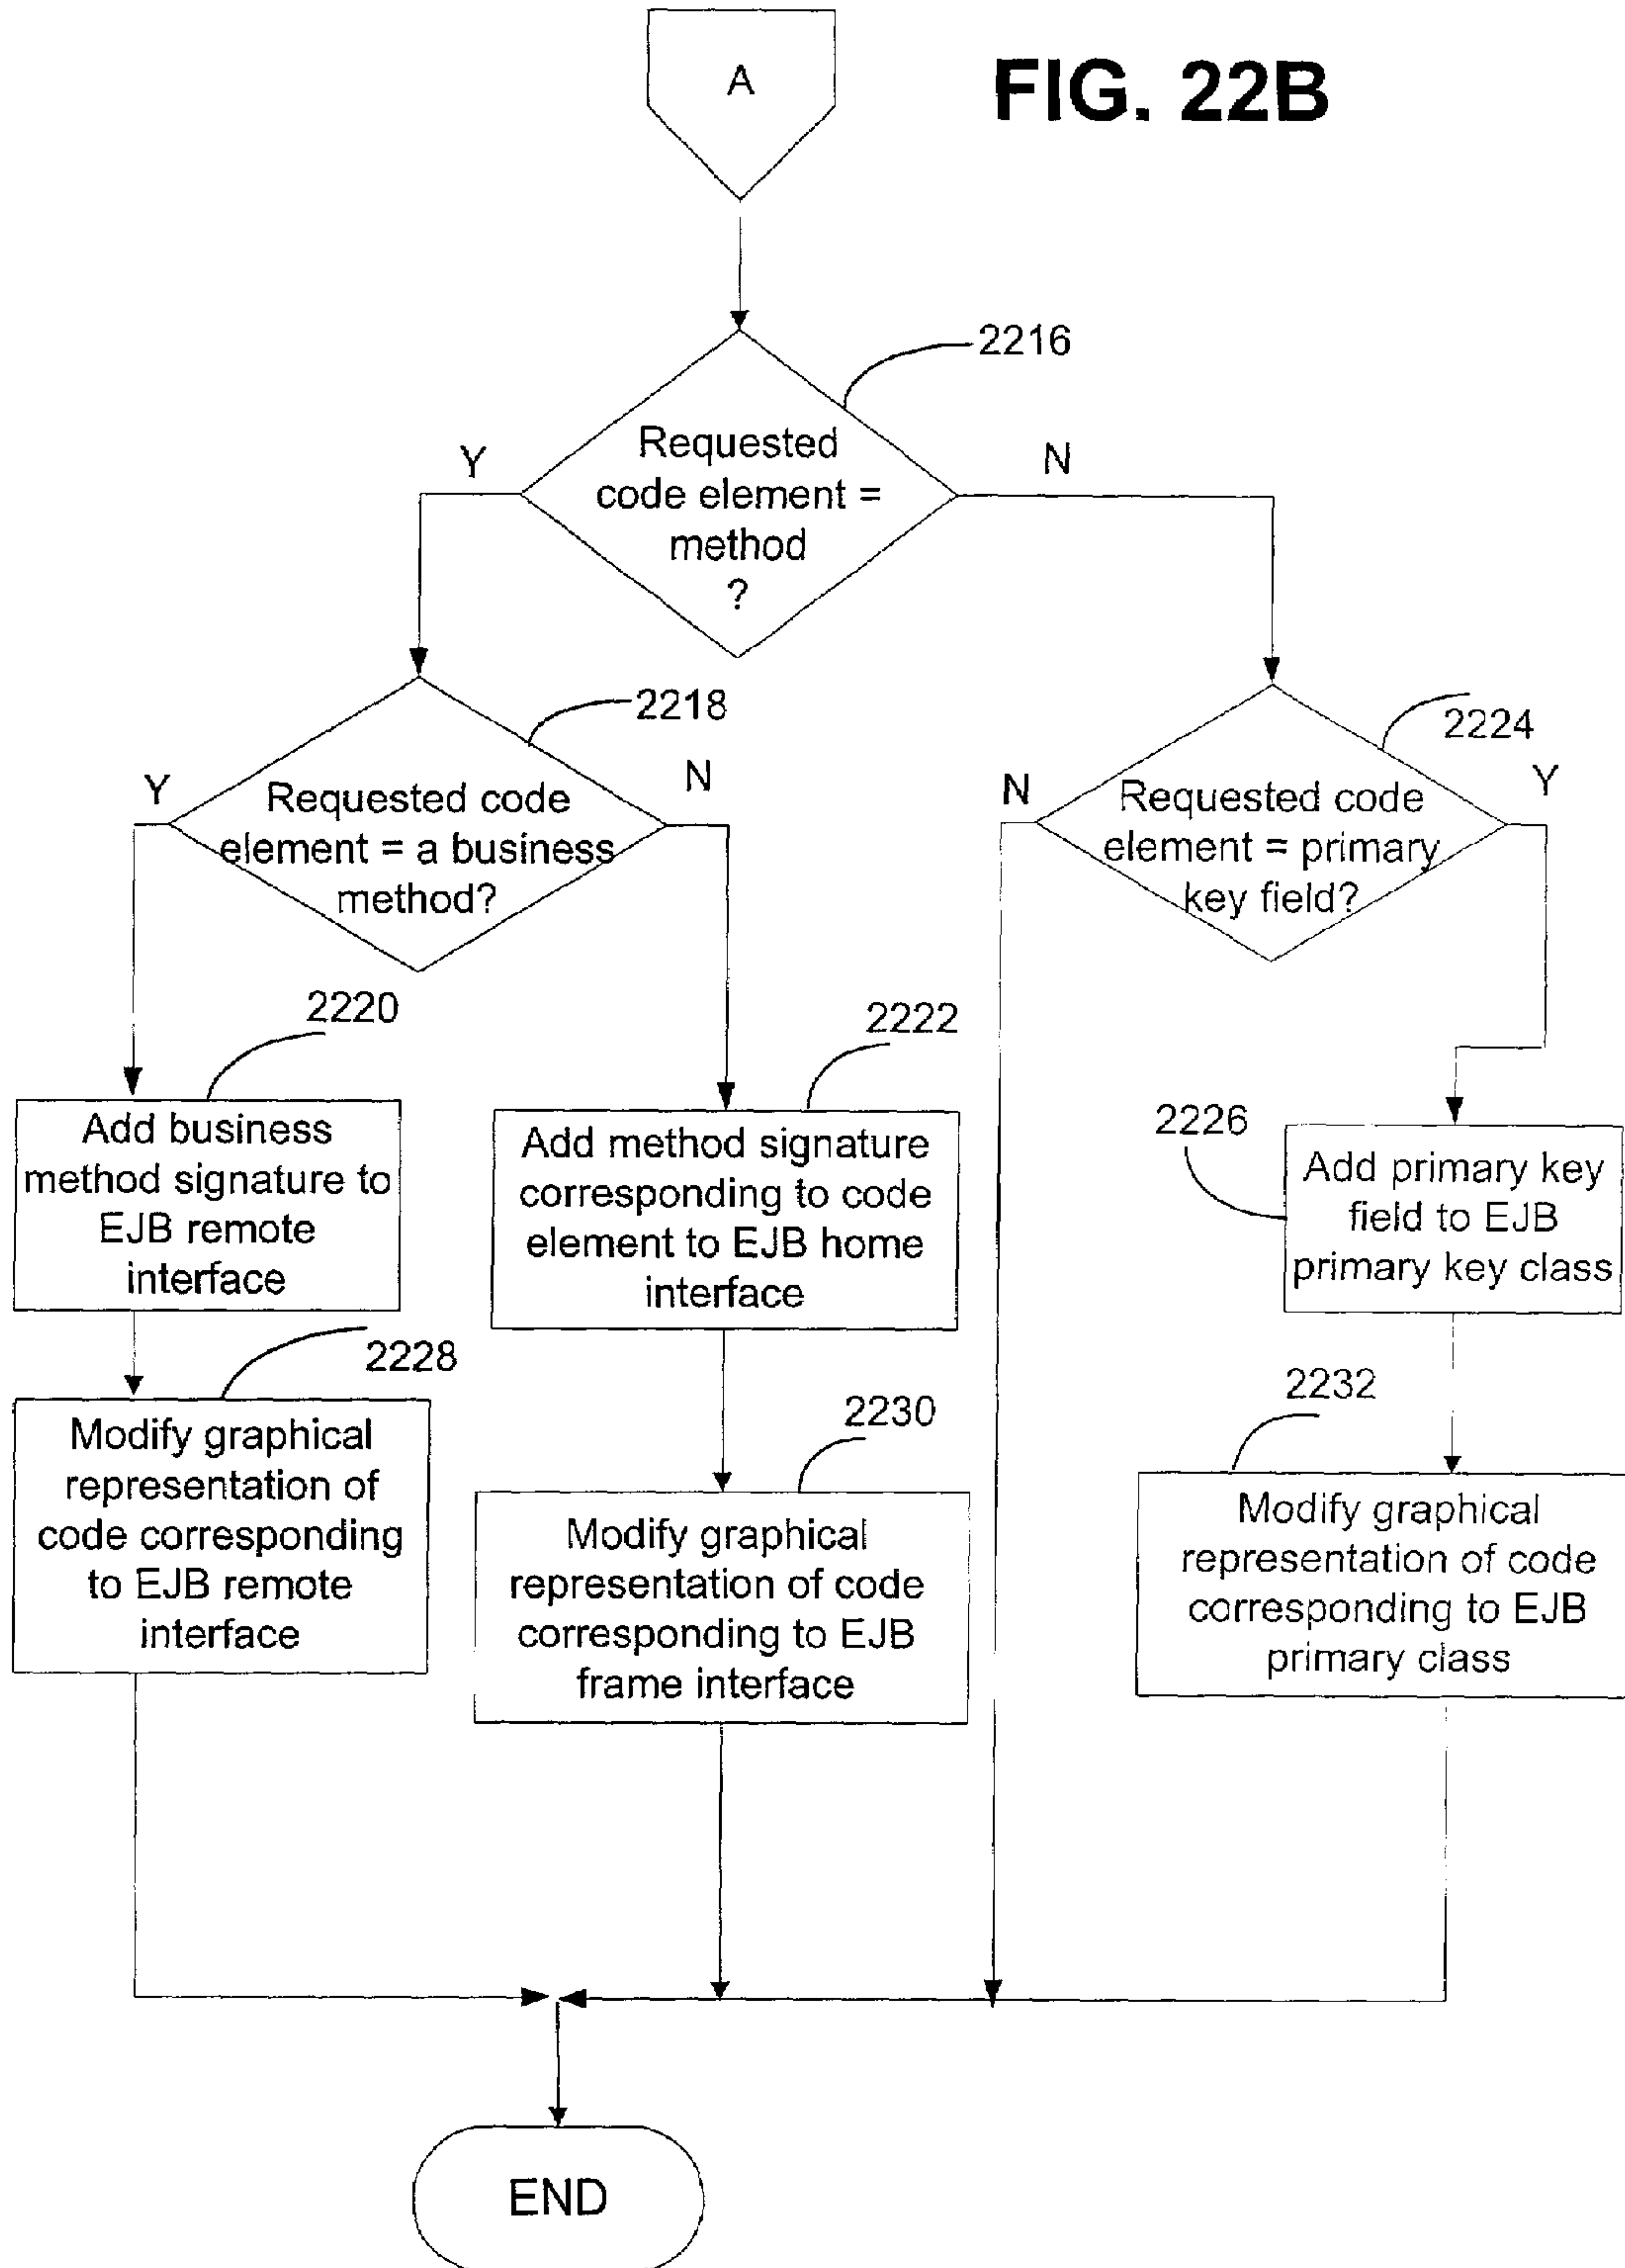 A
FIG. 22B
2216
Requested
code element =
method
?
Y
N
2218
Requested code
element = a business
method?
Y
N
2224
Requested code
element = primary
key field?
N
Y
2220
Add business
method signature to
EJB remote
interface
2222
Add method signature
corresponding to code
element to EJB home
interface
2226
Add primary key
field to EJB
primary key class
2228
Modify graphical
representation of
code corresponding
to EJB remote
interface
2230
Modify graphical
representation of code
corresponding to EJB
frame interface
2232
Modify graphical
representation of code
corresponding to EJB
primary class
END